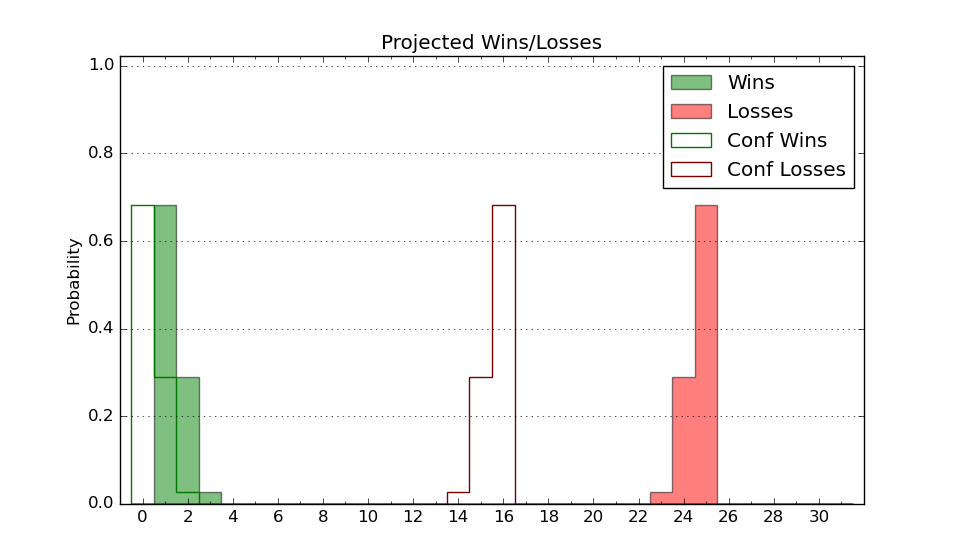 Projected Wins/Losses
1.0
0.8
0.6
0.4
0.2
0.0
Probability
Wins
Losses
Conf Wins
Conf Losses
0 2 4 6 8 10 12 14 16 18 20 22 24 26 28 30